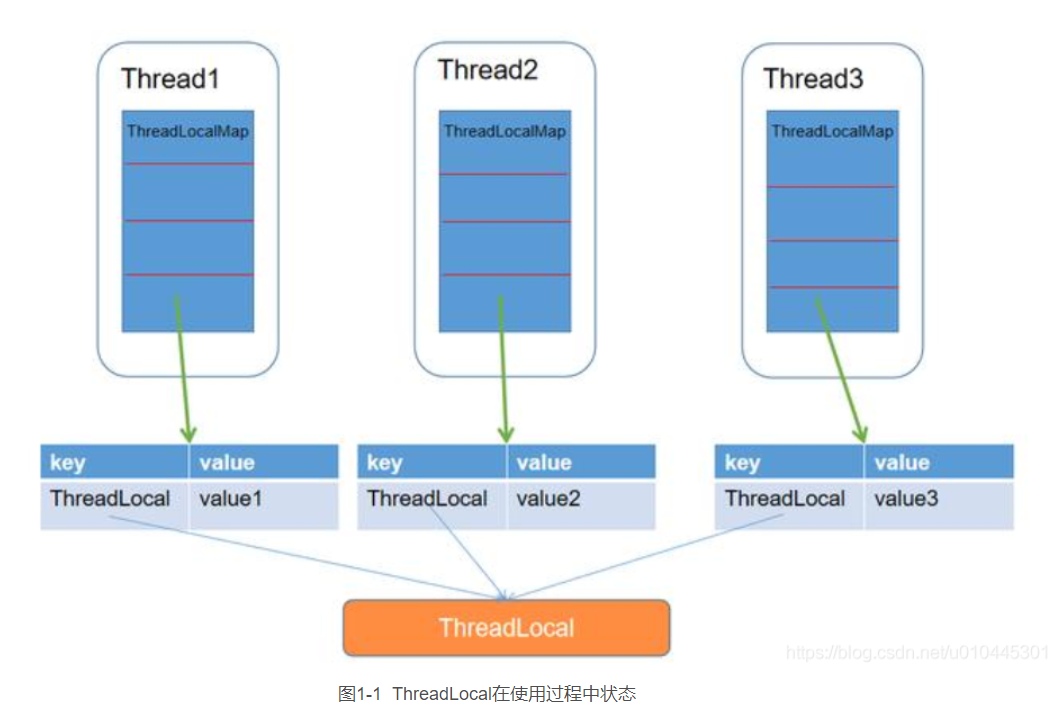 Thread1 Thread2 Thread3
ThreadLocalMap ThreadLocalMap ThreadLocalMap
key value key value key value
ThreadLocal value1 ThreadLocal value2 ThreadLocal value3
ThreadLocal
https://blog.csdn.net/u010445301
图1-1 ThreadLocal在使用过程中状态